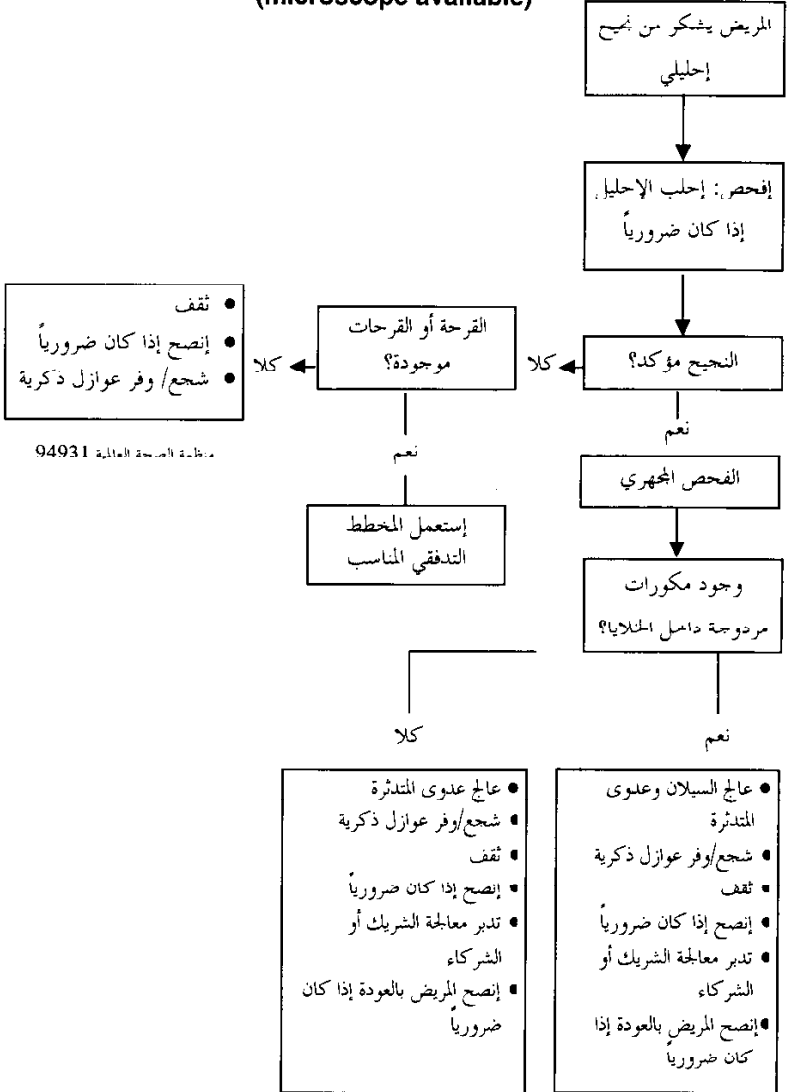 (microscope available)
المريض يشكر من نجيح
إحليلي
إفحص: إحلب الإحليل
إذا كان ضرورياً
النجيح مؤكد؟
كلا
القرحة أو القرحات
موجودة؟
كلا
● ثقف
● إنصح إذا كان ضرورياً
● شجع/ وفر عوازل ذكرية
منظمة الصحة العالمية 94931
نعم
نعم
الفحص المجهري
إستعمل المخطط
التدفقي المناسب
وجود مكورات
مزدوجة داخل الخلايا؟
نعم
كلا
● عالج السيلان وعدوى
المتدثرة
● شجع/وفر عوازل ذكرية
● ثقف
● إنصح إذا كان ضرورياً
● تدبر معالجة الشريك أو
الشركاء
● إنصح المريض بالعودة إذا
كان ضرورياً
● عالج عدوى المتدثرة
● شجع/وفر عوازل ذكرية
● ثقف
● إنصح إذا كان ضرورياً
● تدبر معالجة الشريك أو
الشركاء
● إنصح المريض بالعودة إذا كان
ضرورياً